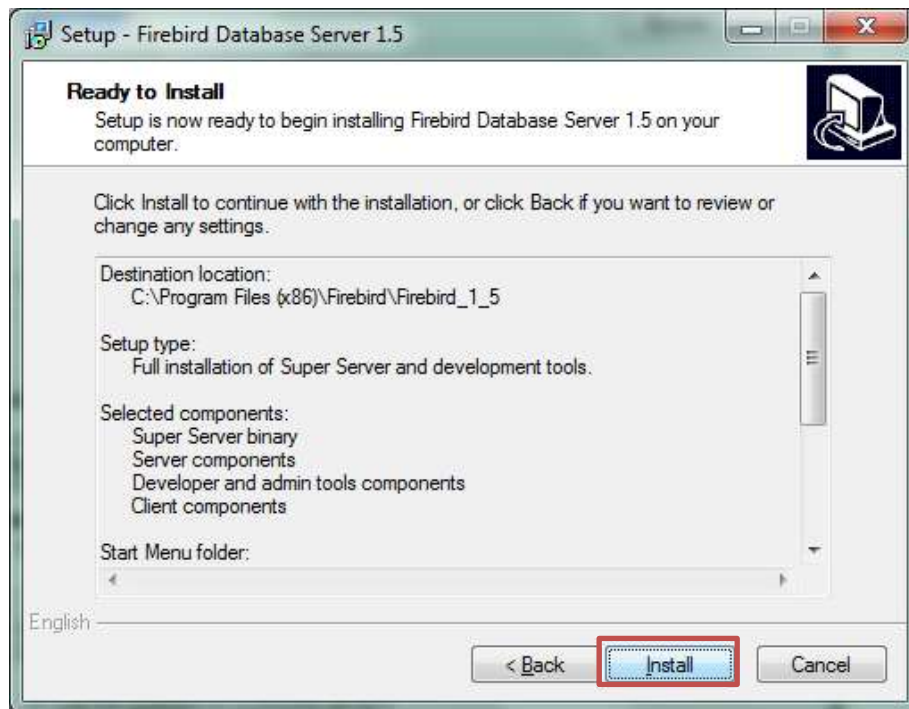 Setup - Firebird Database Server 1.5
Ready to Install
Setup is now ready to begin installing Firebird Database Server 1.5 on your
computer.
Click Install to continue with the installation, or click Back if you want to review or
change any settings.
Destination location:
C:\Program Files (x86)\Firebird\Firebird_1_5
Setup type:
Full installation of Super Server and development tools.
Selected components:
Super Server binary
Server components
Developer and admin tools components
Client components
Start Menu folder:
English
< Back Install Cancel